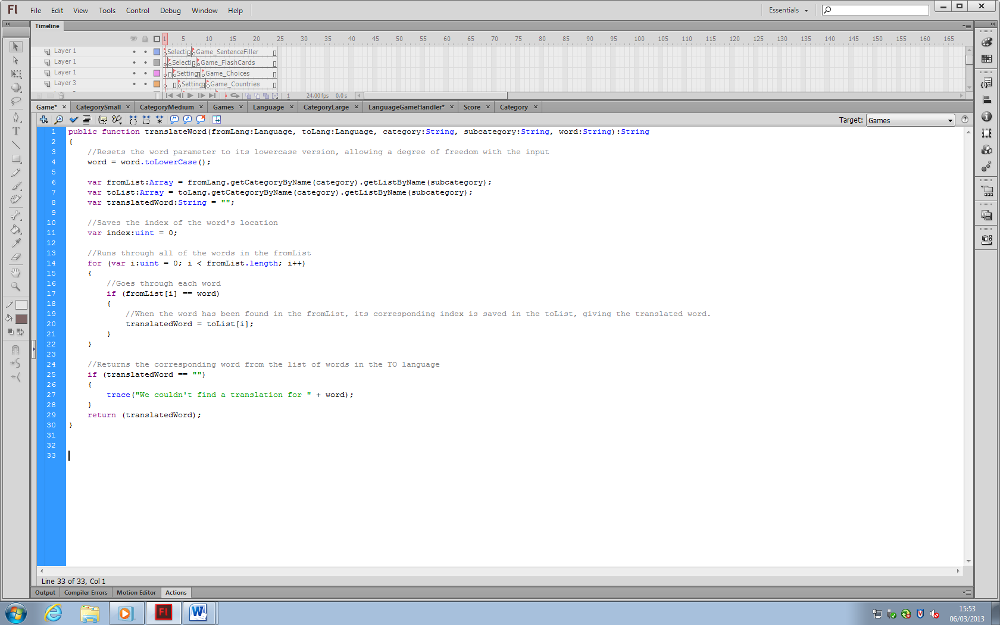 Fl File Edit View Tools Control Debug Window Help Essentials
Timeline
1 5 10 15 20 25 30 35 40 45 50 55 60 65 70 75 80 85 90 95 100 105 110 115 120 125 130 135 140 145 150 155 160 165
Layer 1 Selectio Game_SentenceFiller
Layer 1 Selectio Game_FlashCards
Layer 1 Setting Game_Choices
Layer 3 Setting Game_Countries
1 24.00 fps 0.0 s
Game* CategorySmall CategoryMedium Games Language CategoryLarge LanguageGameHandler* Score Category
Target: Games
1 public function translateWord(fromLang:Language, toLang:Language, category:String, subcategory:String, word:String):String
2 {
3 //Resets the word parameter to its lowercase version, allowing a degree of freedom with the input
4 word = word.toLowerCase();
5
6 var fromList:Array = fromLang.getCategoryByName(category).getListByName(subcategory);
7 var toList:Array = toLang.getCategoryByName(category).getListByName(subcategory);
8 var translatedWord:String = "";
9
10 //Saves the index of the word's location
11 var index:uint = 0;
12
13 //Runs through all of the words in the fromList
14 for (var i:uint = 0; i < fromList.length; i++)
15 {
16 //Goes through each word
17 if (fromList[i] == word)
18 {
19 //When the word has been found in the fromList, its corresponding index is saved in the toList, giving the translated word.
20 translatedWord = toList[i];
21 }
22 }
23
24 //Returns the corresponding word from the list of words in the TO language
25 if (translatedWord == "")
26 {
27 trace("We couldn't find a translation for " + word);
28 }
29 return (translatedWord);
30 }
31
32
33
Line 33 of 33, Col 1
Output Compiler Errors Motion Editor Actions
15:53
06/03/2013